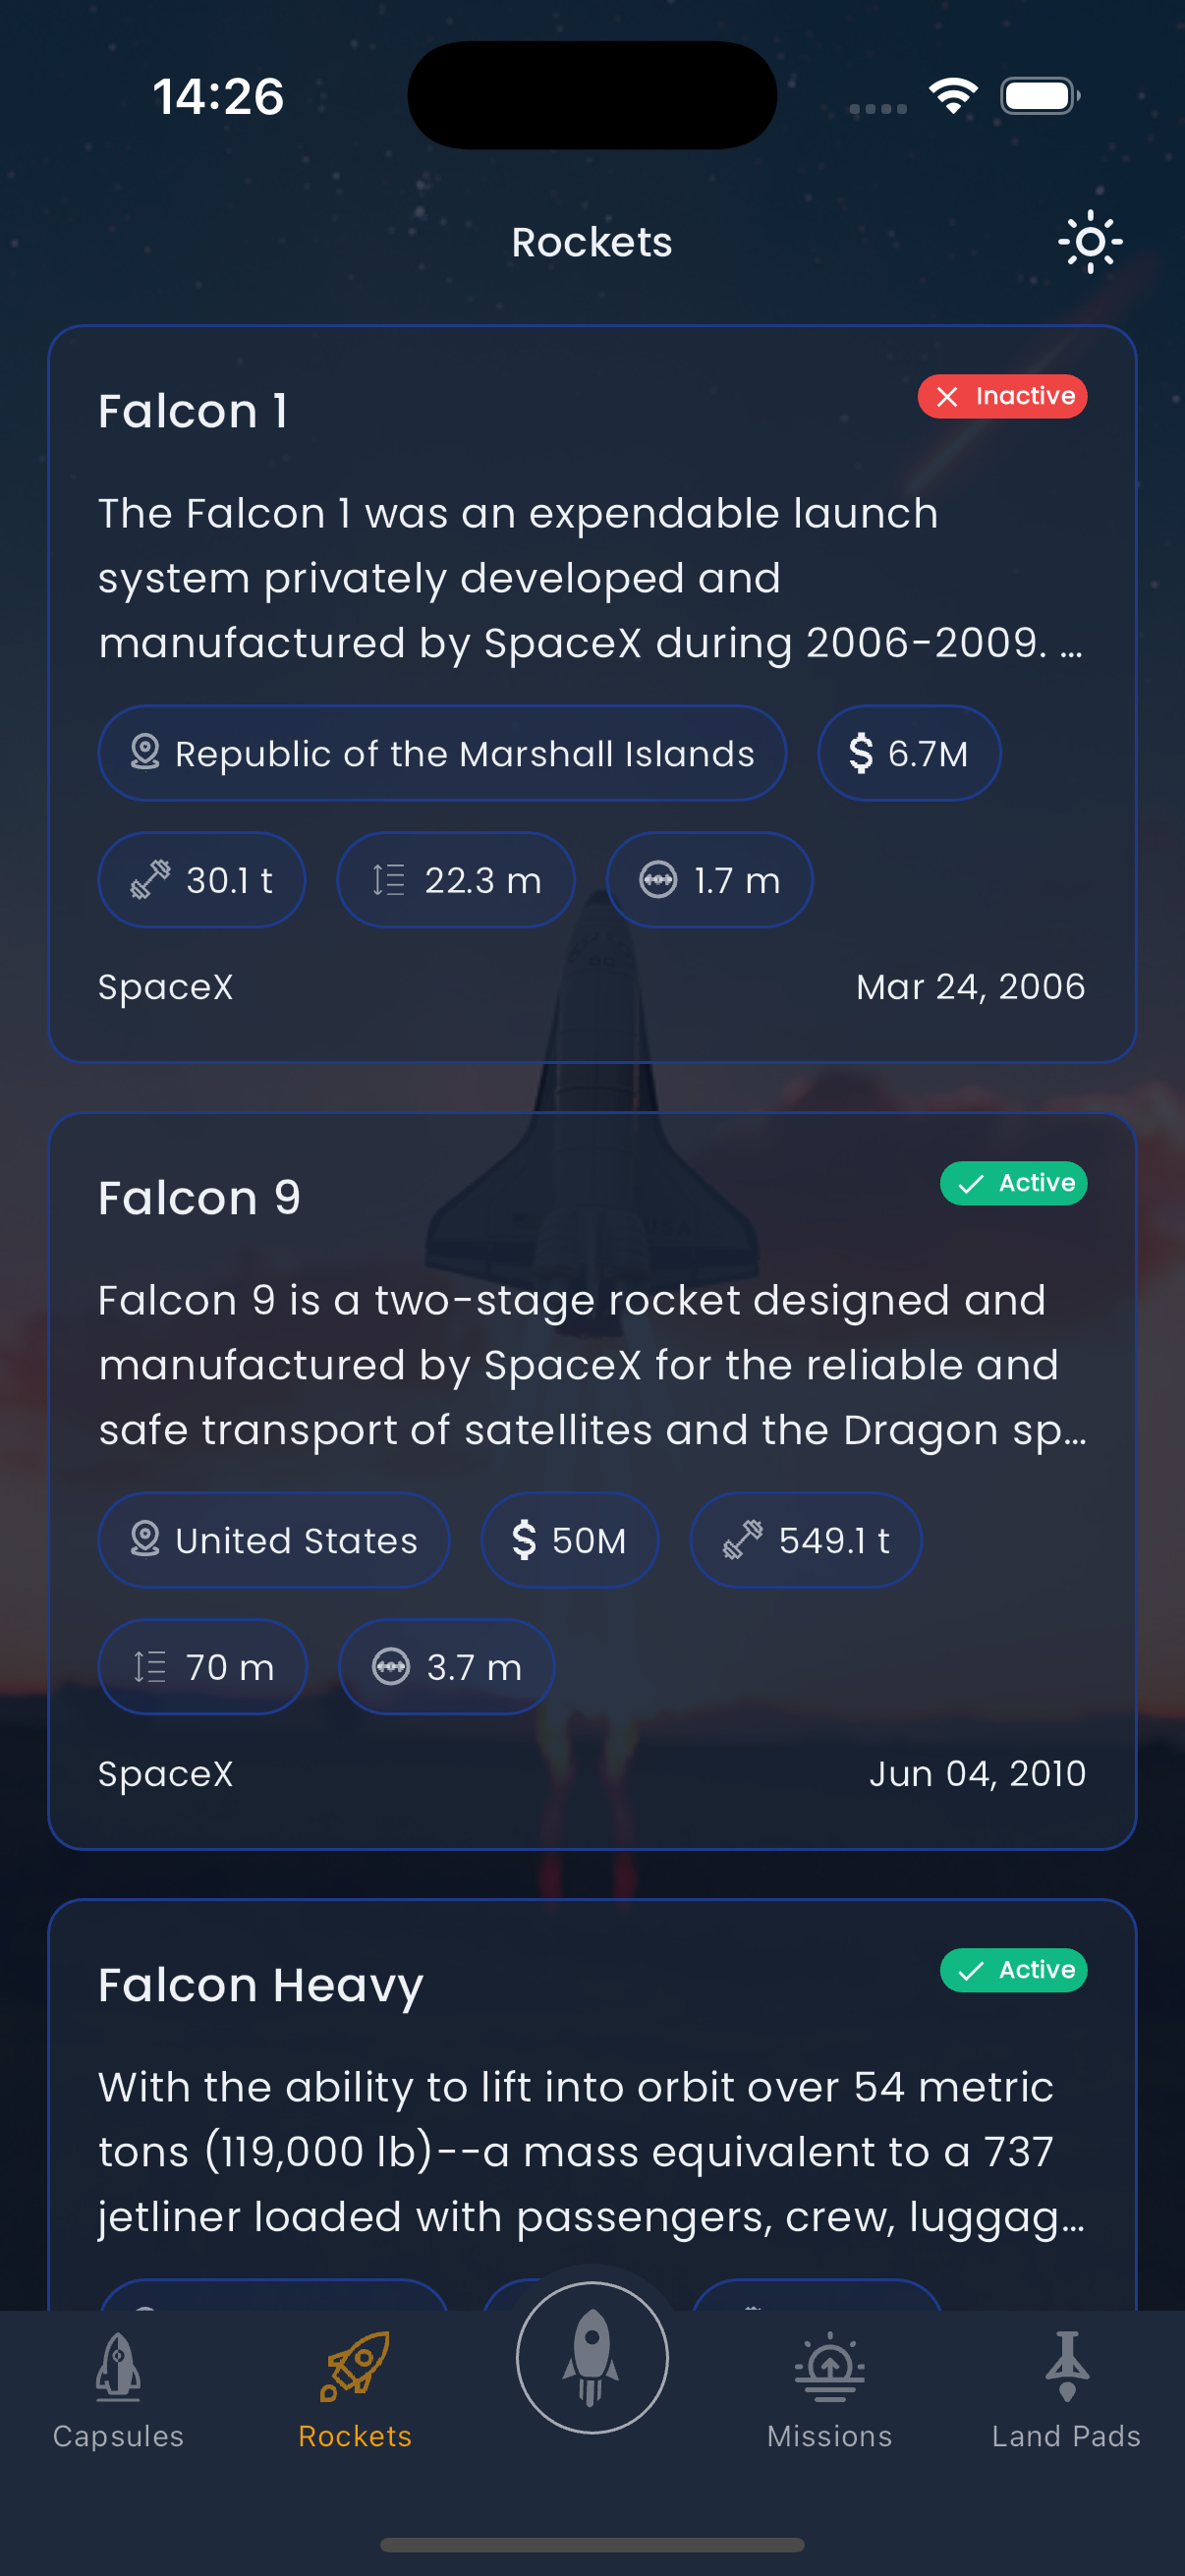 14:26
Rockets
Falcon 1
Inactive
The Falcon 1 was an expendable launch
system privately developed and
manufactured by SpaceX during 2006-2009. ...
Republic of the Marshall Islands
$ 6.7M
30.1 t
22.3 m
1.7 m
SpaceX
Mar 24, 2006
Falcon 9
Active
Falcon 9 is a two-stage rocket designed and
manufactured by SpaceX for the reliable and
safe transport of satellites and the Dragon sp...
United States
$ 50M
549.1 t
70 m
3.7 m
SpaceX
Jun 04, 2010
Falcon Heavy
Active
With the ability to lift into orbit over 54 metric
tons (119,000 lb)--a mass equivalent to a 737
jetliner loaded with passengers, crew, luggag...
Capsules
Rockets
Missions
Land Pads